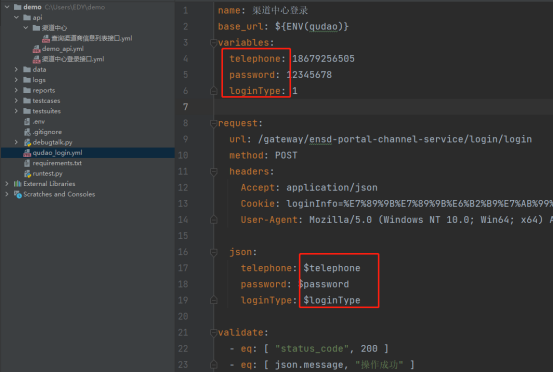 demo C:\Users\EDY\demo
api
渠道中心
查询渠道商信息列表接口.yml
demo_api.yml
渠道中心登录接口.yml
data
logs
reports
testcases
testsuites
.env
.gitignore
debugtalk.py
qudao_login.yml
requirements.txt
runtest.py
External Libraries
Scratches and Consoles
1 name: 渠道中心登录
2 base_url: ${ENV(qudao)}
3 variables:
4 telephone: 18679256505
5 password: 12345678
6 loginType: 1
7
8 request:
9 url: /gateway/ensd-portal-channel-service/login/login
10 method: POST
11 headers:
12 Accept: application/json
13 Cookie: loginInfo=%E7%89%9B%E7%89%9B%E6%B2%B9%E7%AB%99%
14 User-Agent: Mozilla/5.0 (Windows NT 10.0; Win64; x64) A
15
16 json:
17 telephone: $telephone
18 password: $password
19 loginType: $loginType
20
21 validate:
22 - eq: [ "status_code", 200 ]
23 - eq: [ json.message, "操作成功" ]